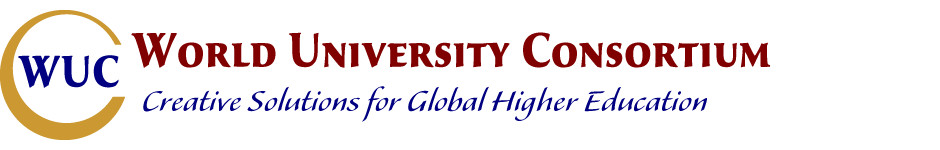 WUC
World University Consortium
Creative Solutions for Global Higher Education